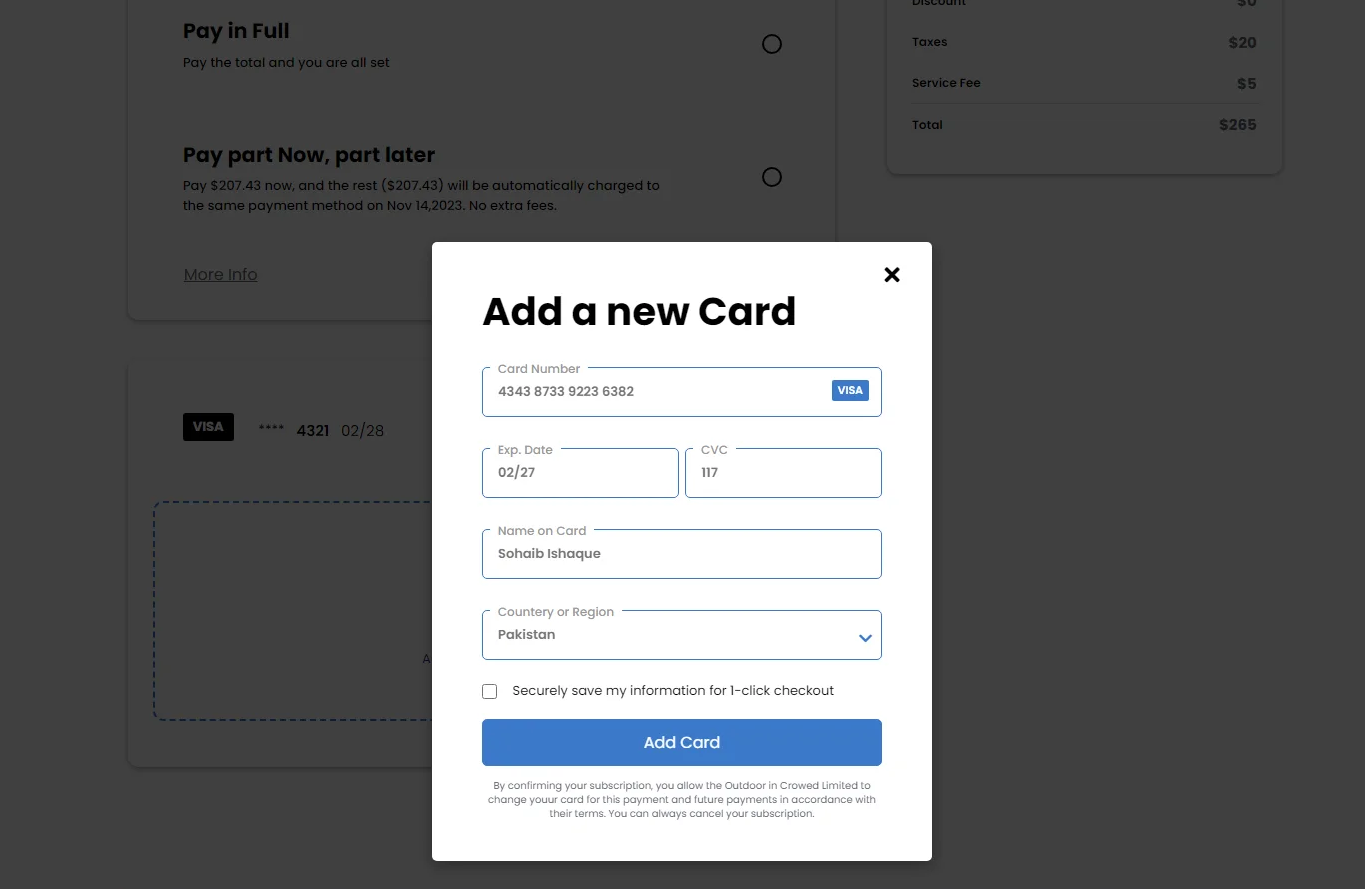 Pay in Full
Pay the total and you are all set
Pay part Now, part later
Pay $207.43 now, and the rest ($207.43) will be automatically charged to
the same payment method on Nov 14,2023. No extra fees.
More Info
Discount $0
Taxes $20
Service Fee $5
Total $265
VISA **** 4321 02/28
Add a new Card
Card Number
4343 8733 9223 6382 VISA
Exp. Date CVC
02/27 117
Name on Card
Sohaib Ishaque
Countery or Region
Pakistan
Securely save my information for 1-click checkout
Add Card
By confirming your subscription, you allow the Outdoor in Crowed Limited to
change youur card for this payment and future payments in accordance with
their terms. You can always cancel your subscription.